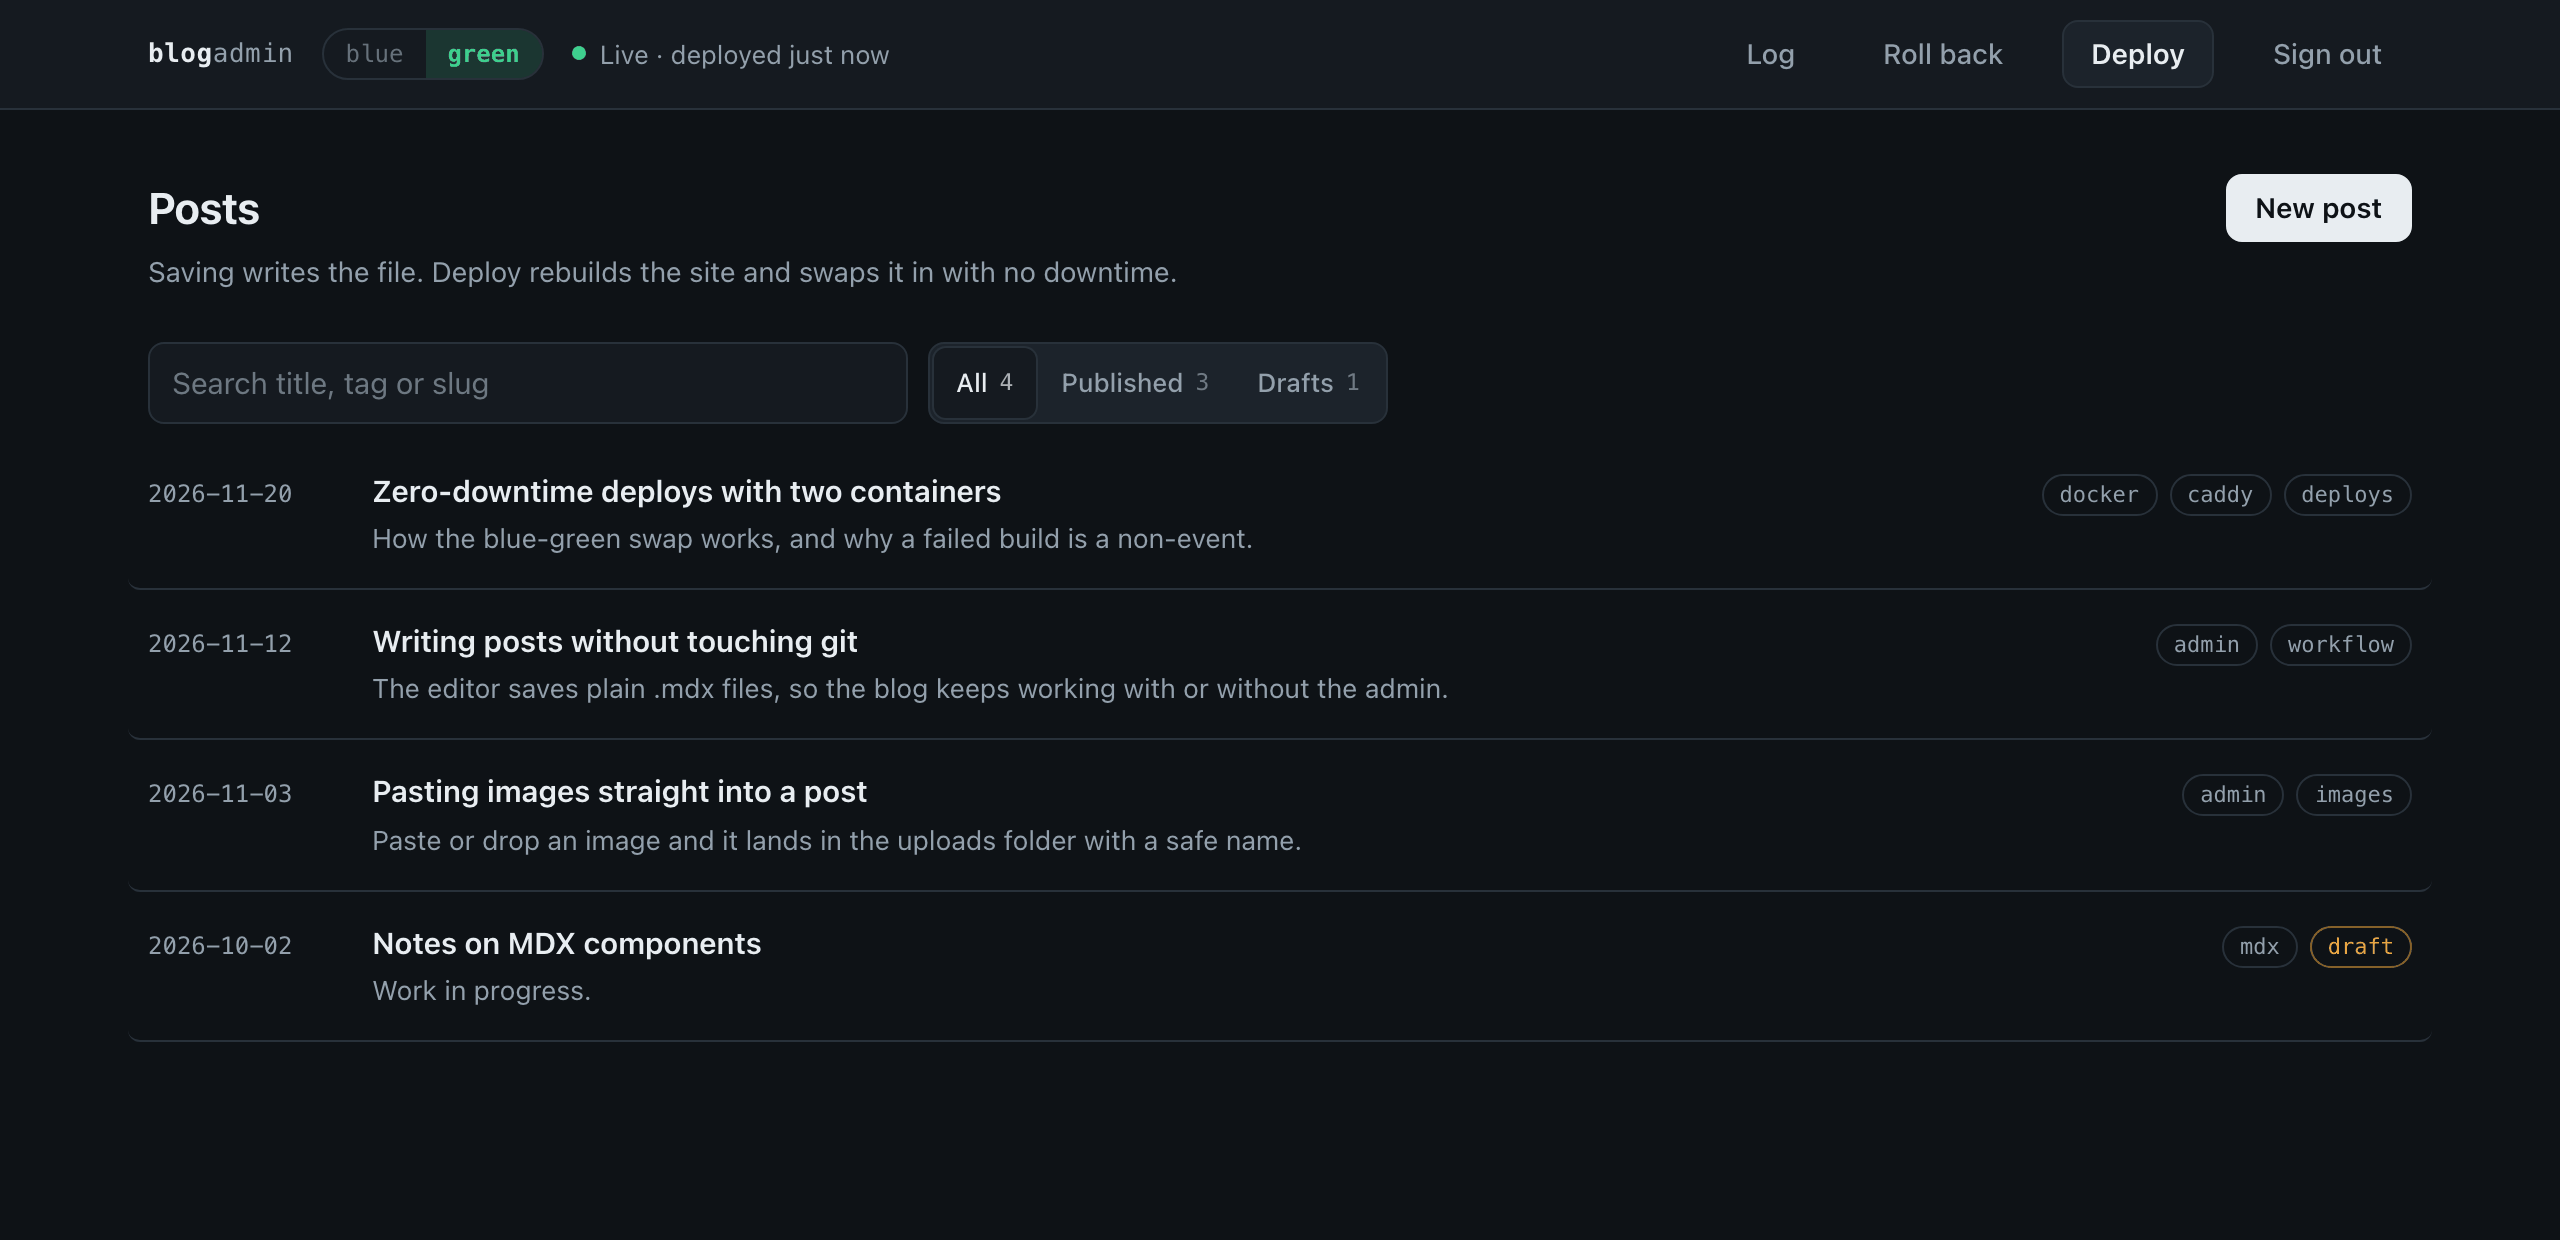 blogadmin blue green Live · deployed just now Log Roll back Deploy Sign out
Posts New post
Saving writes the file. Deploy rebuilds the site and swaps it in with no downtime.
Search title, tag or slug All 4 Published 3 Drafts 1
2026-11-20 Zero-downtime deploys with two containers docker caddy deploys
How the blue-green swap works, and why a failed build is a non-event.
2026-11-12 Writing posts without touching git admin workflow
The editor saves plain .mdx files, so the blog keeps working with or without the admin.
2026-11-03 Pasting images straight into a post admin images
Paste or drop an image and it lands in the uploads folder with a safe name.
2026-10-02 Notes on MDX components mdx draft
Work in progress.